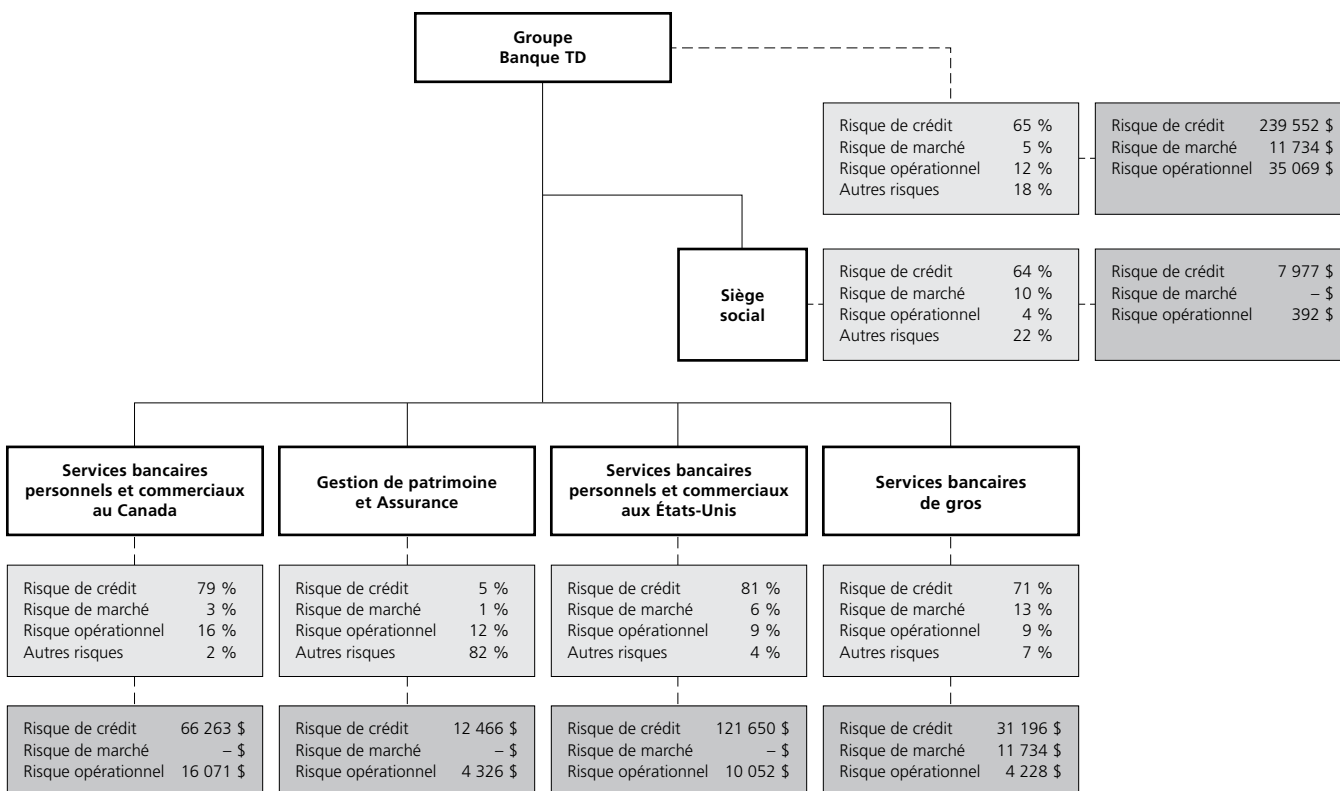 Groupe
Banque TD
Risque de crédit 65 %
Risque de marché 5 %
Risque opérationnel 12 %
Autres risques 18 %
Risque de crédit 239 552 $
Risque de marché 11 734 $
Risque opérationnel 35 069 $
Siège
social
Risque de crédit 64 %
Risque de marché 10 %
Risque opérationnel 4 %
Autres risques 22 %
Risque de crédit 7 977 $
Risque de marché – $
Risque opérationnel 392 $
Services bancaires
personnels et commerciaux
au Canada
Gestion de patrimoine
et Assurance
Services bancaires
personnels et commerciaux
aux États-Unis
Services bancaires
de gros
Risque de crédit 79 %
Risque de marché 3 %
Risque opérationnel 16 %
Autres risques 2 %
Risque de crédit 5 %
Risque de marché 1 %
Risque opérationnel 12 %
Autres risques 82 %
Risque de crédit 81 %
Risque de marché 6 %
Risque opérationnel 9 %
Autres risques 4 %
Risque de crédit 71 %
Risque de marché 13 %
Risque opérationnel 9 %
Autres risques 7 %
Risque de crédit 66 263 $
Risque de marché – $
Risque opérationnel 16 071 $
Risque de crédit 12 466 $
Risque de marché – $
Risque opérationnel 4 326 $
Risque de crédit 121 650 $
Risque de marché – $
Risque opérationnel 10 052 $
Risque de crédit 31 196 $
Risque de marché 11 734 $
Risque opérationnel 4 228 $